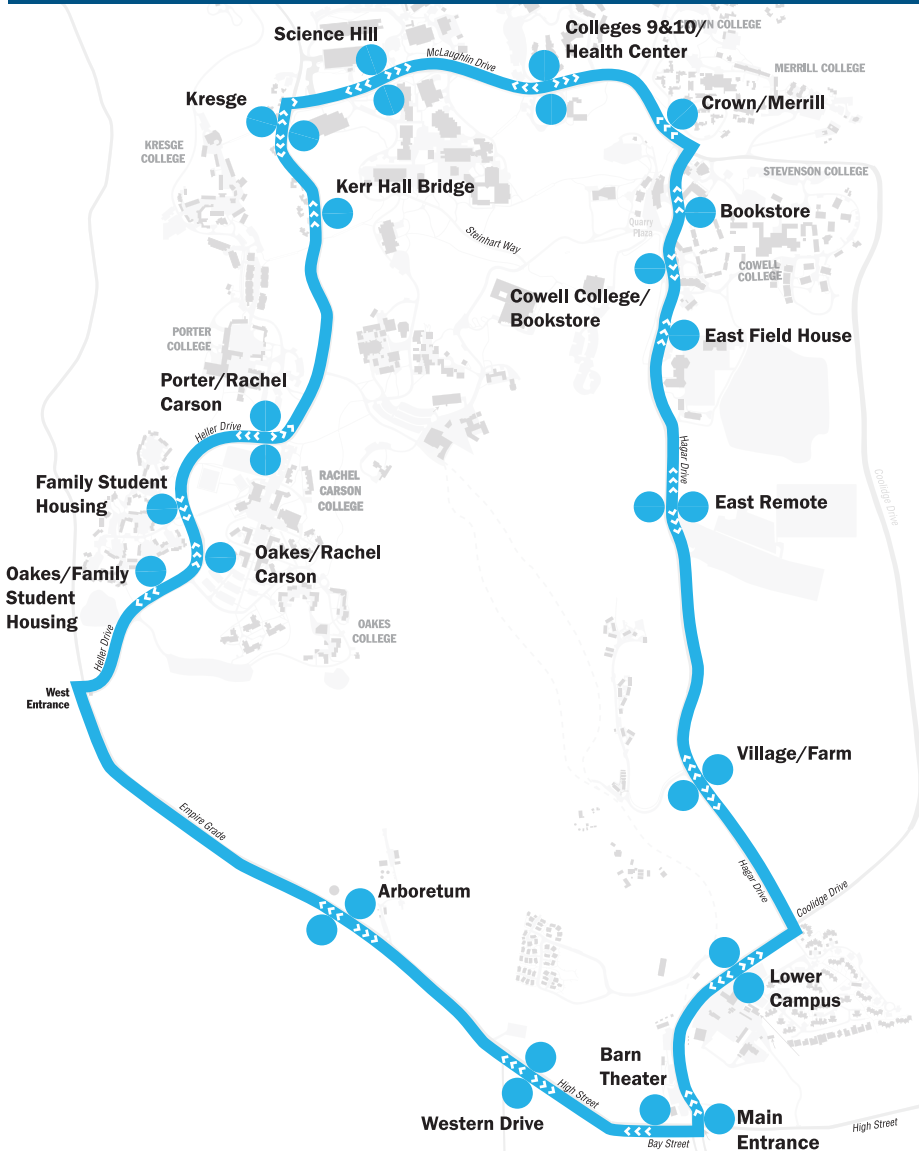 CROWN COLLEGE
Colleges 9&10/
Health Center
Science Hill
McLaughlin Drive
MERRILL COLLEGE
Kresge
Crown/Merrill
KRESGE
COLLEGE
STEVENSON COLLEGE
Kerr Hall Bridge
Bookstore
Quarry
Plaza
Steinhart Way
COWELL
COLLEGE
Cowell College/
Bookstore
East Field House
PORTER
COLLEGE
Porter/Rachel
Carson
Heller Drive
Hagar Drive
Coolidge Drive
RACHEL
CARSON
COLLEGE
Family Student
Housing
East Remote
Oakes/Rachel
Carson
Oakes/Family
Student
Housing
OAKES
COLLEGE
Heller Drive
West
Entrance
Village/Farm
Empire Grade
Hagar Drive
Arboretum
Coolidge Drive
Lower
Campus
Barn
Theater
High Street
Western Drive
Bay Street
Main
Entrance
High Street